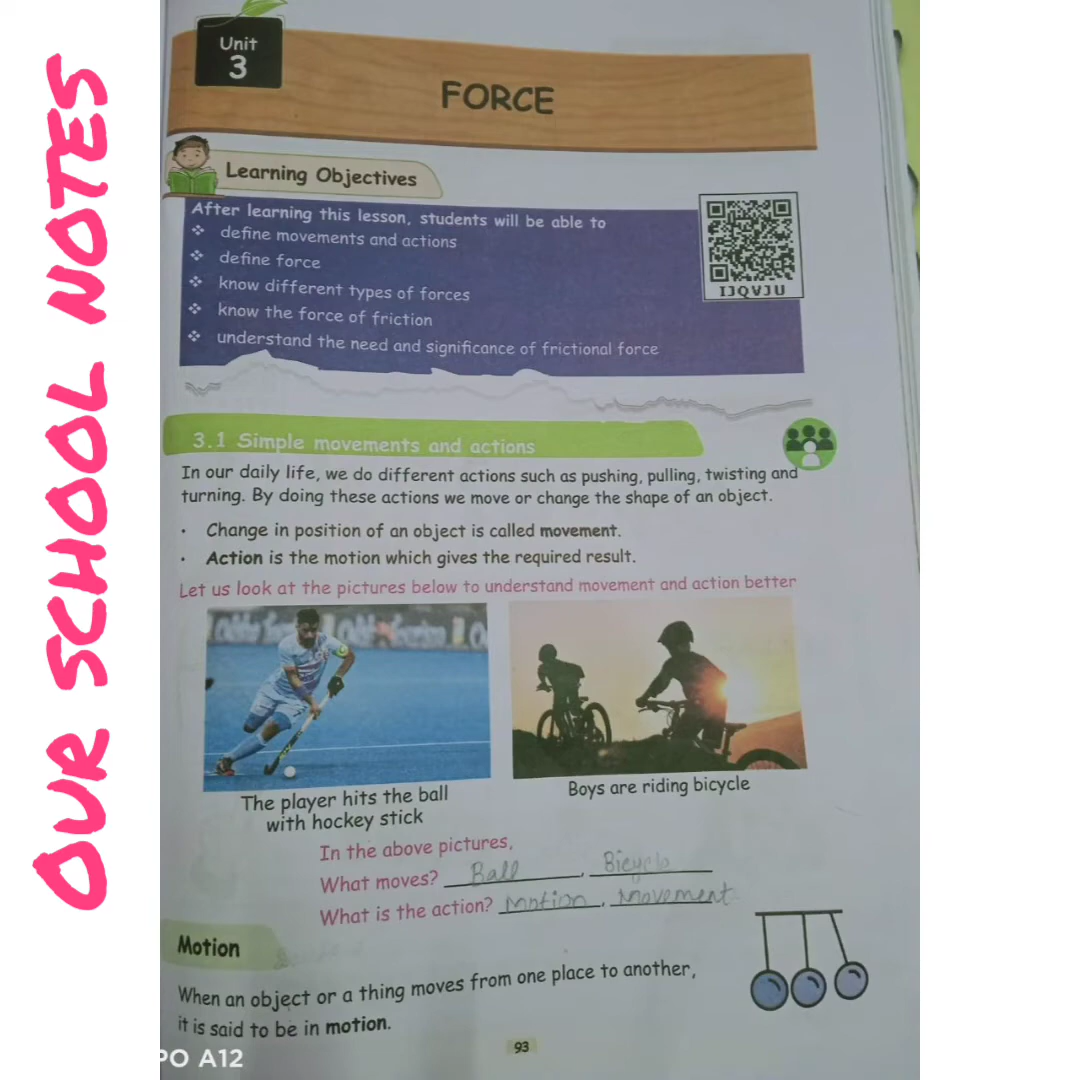 OUR SCHOOL NOTES
Unit
3
FORCE
Learning Objectives
After learning this lesson, students will be able to
❖ define movements and actions
❖ define force
❖ know different types of forces
❖ know the force of friction
❖ understand the need and significance of frictional force
IJQVJU
3.1 Simple movements and actions
In our daily life, we do different actions such as pushing, pulling, twisting and
turning. By doing these actions we move or change the shape of an object.
• Change in position of an object is called movement.
• Action is the motion which gives the required result.
Let us look at the pictures below to understand movement and action better
The player hits the ball
with hockey stick
Boys are riding bicycle
In the above pictures,
What moves? Ball, Bicycle
What is the action? Motion, Movement
Motion
When an object or a thing moves from one place to another,
it is said to be in motion.
93
PO A12